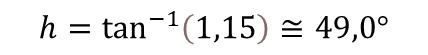 h = tan⁻¹(1,15) ≅ 49,0°